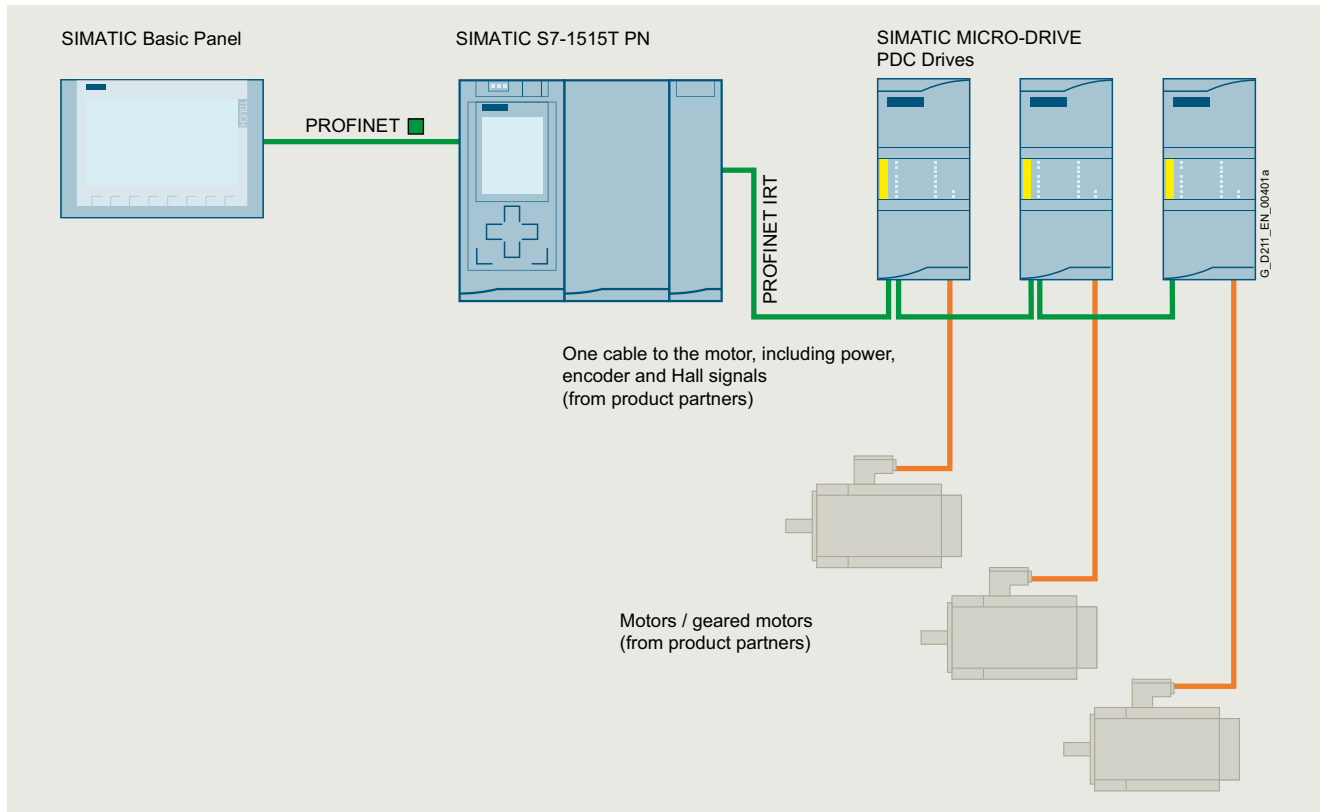 SIMATIC Basic Panel
SIMATIC S7-1515T PN
SIMATIC MICRO-DRIVE
PDC Drives
TOUCH
PROFINET
PROFINET IRT
G_D211_EN_00401a
One cable to the motor, including power,
encoder and Hall signals
(from product partners)
Motors / geared motors
(from product partners)